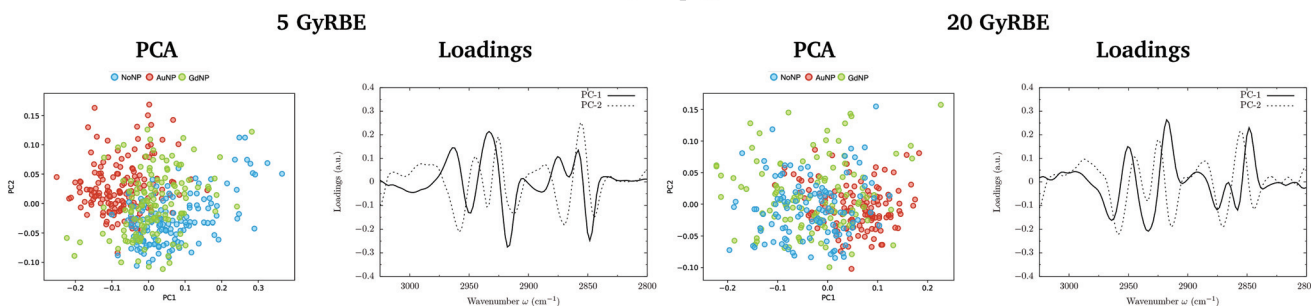 5 GyRBE
PCA
NoNP AuNP GdNP
PC2
0.15
0.10
0.05
0.00
−0.05
−0.10
−0.2 −0.1 0.0 0.1 0.2 0.3
PC1
Loadings
PC-1
PC-2
Loadings (a.u.)
0.4
0.3
0.2
0.1
0
−0.1
−0.2
−0.3
−0.4
3000 2950 2900 2850 2800
Wavenumber ω (cm⁻¹)
20 GyRBE
PCA
NoNP AuNP GdNP
PC2
0.15
0.10
0.05
0.00
−0.05
−0.10
−0.2 −0.1 0.0 0.1 0.2
PC1
Loadings
PC-1
PC-2
Loadings (a.u.)
0.4
0.3
0.2
0.1
0
−0.1
−0.2
−0.3
−0.4
3000 2950 2900 2850 2800
Wavenumber ω (cm⁻¹)